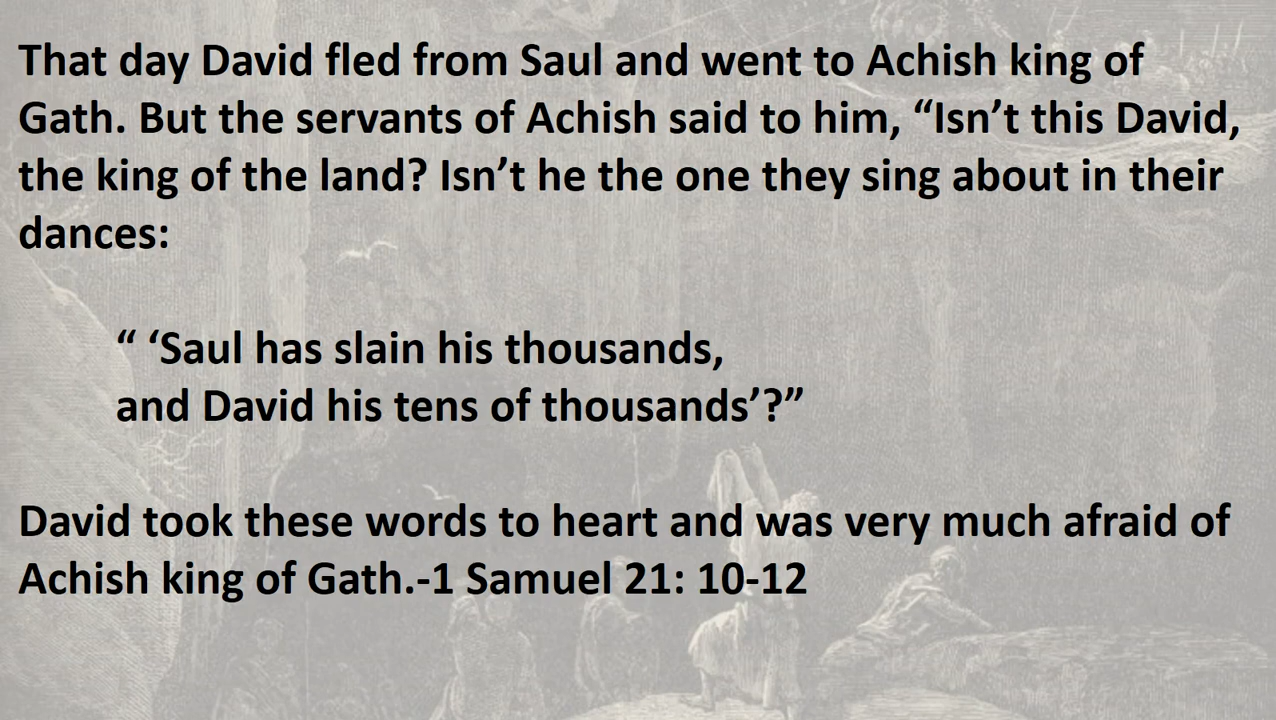 That day David fled from Saul and went to Achish king of
Gath. But the servants of Achish said to him, “Isn’t this David,
the king of the land? Isn’t he the one they sing about in their
dances:
“ ‘Saul has slain his thousands,
and David his tens of thousands’?”
David took these words to heart and was very much afraid of
Achish king of Gath.-1 Samuel 21: 10-12